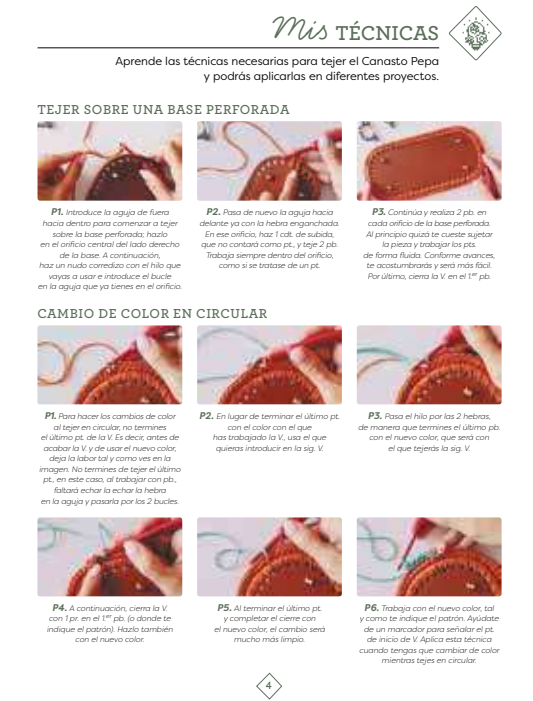 Mis TÉCNICAS
Aprende las técnicas necesarias para tejer el Canasto Pepa
y podrás aplicarlas en diferentes proyectos.
TEJER SOBRE UNA BASE PERFORADA
P1. Introduce la aguja de fuera
hacia dentro para comenzar a tejer
sobre la base perforada; hazlo
en el orificio central del lado derecho
de la base. A continuación,
haz un nudo corredizo con el hilo que
vayas a usar e introduce el bucle
en la aguja que ya tienes en el orificio.
P2. Pasa de nuevo la aguja hacia
delante ya con la hebra enganchada.
En ese orificio, haz 1 cdt. de subida,
que no contará como pt., y teje 2 pb.
Trabaja siempre dentro del orificio,
como si se tratase de un pt.
P3. Continúa y realiza 2 pb. en
cada orificio de la base perforada.
Al principio quizá te cueste sujetar
la pieza y trabajar los pts.
de forma fluida. Conforme avances,
te acostumbrarás y será más fácil.
Por último, cierra la V. en el 1.er pb.
CAMBIO DE COLOR EN CIRCULAR
P1. Para hacer los cambios de color
al tejer en circular, no termines
el último pt. de la V. Es decir, antes de
acabar la V. y de usar el nuevo color,
deja la labor tal y como ves en la
imagen. No termines de tejer el último
pt., en este caso, al trabajar con pb.,
faltará echar la echar la hebra
en la aguja y pasarla por los 2 bucles.
P2. En lugar de terminar el último pt.
con el color con el que
has trabajado la V., usa el que
quieras introducir en la sig. V.
P3. Pasa el hilo por las 2 hebras,
de manera que termines el último pb.
con el nuevo color, que será con
el que tejerás la sig. V.
P4. A continuación, cierra la V.
con 1 pr. en el 1.er pb. (o donde te
indique el patrón). Hazlo también
con el nuevo color.
P5. Al terminar el último pt.
y completar el cierre con
el nuevo color, el cambio será
mucho más limpio.
P6. Trabaja con el nuevo color, tal
y como te indique el patrón. Ayúdate
de un marcador para señalar el pt.
de inicio de V. Aplica esta técnica
cuando tengas que cambiar de color
mientras tejes en circular.
4